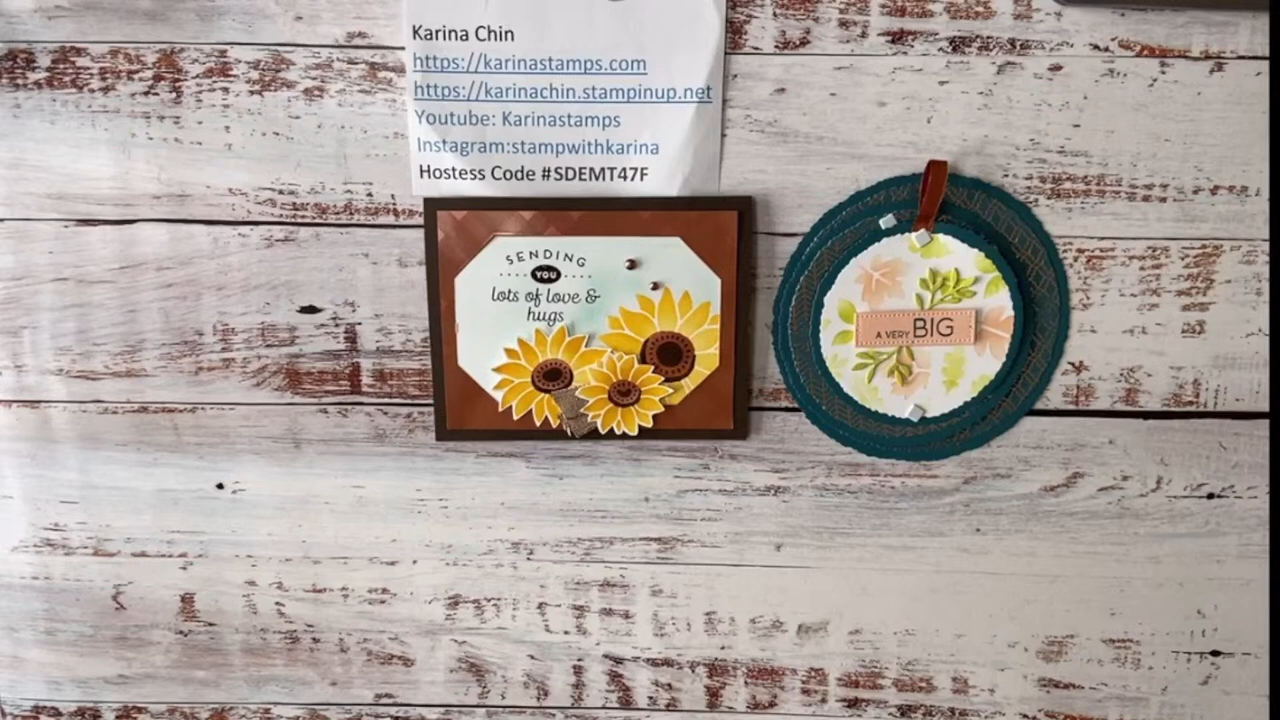 Karina Chin
https://karinastamps.com
https://karinachin.stampinup.net
Youtube: Karinastamps
Instagram:stampwithkarina
Hostess Code #SDEMT47F
SENDING
YOU
lots of love &
hugs
A VERY BIG